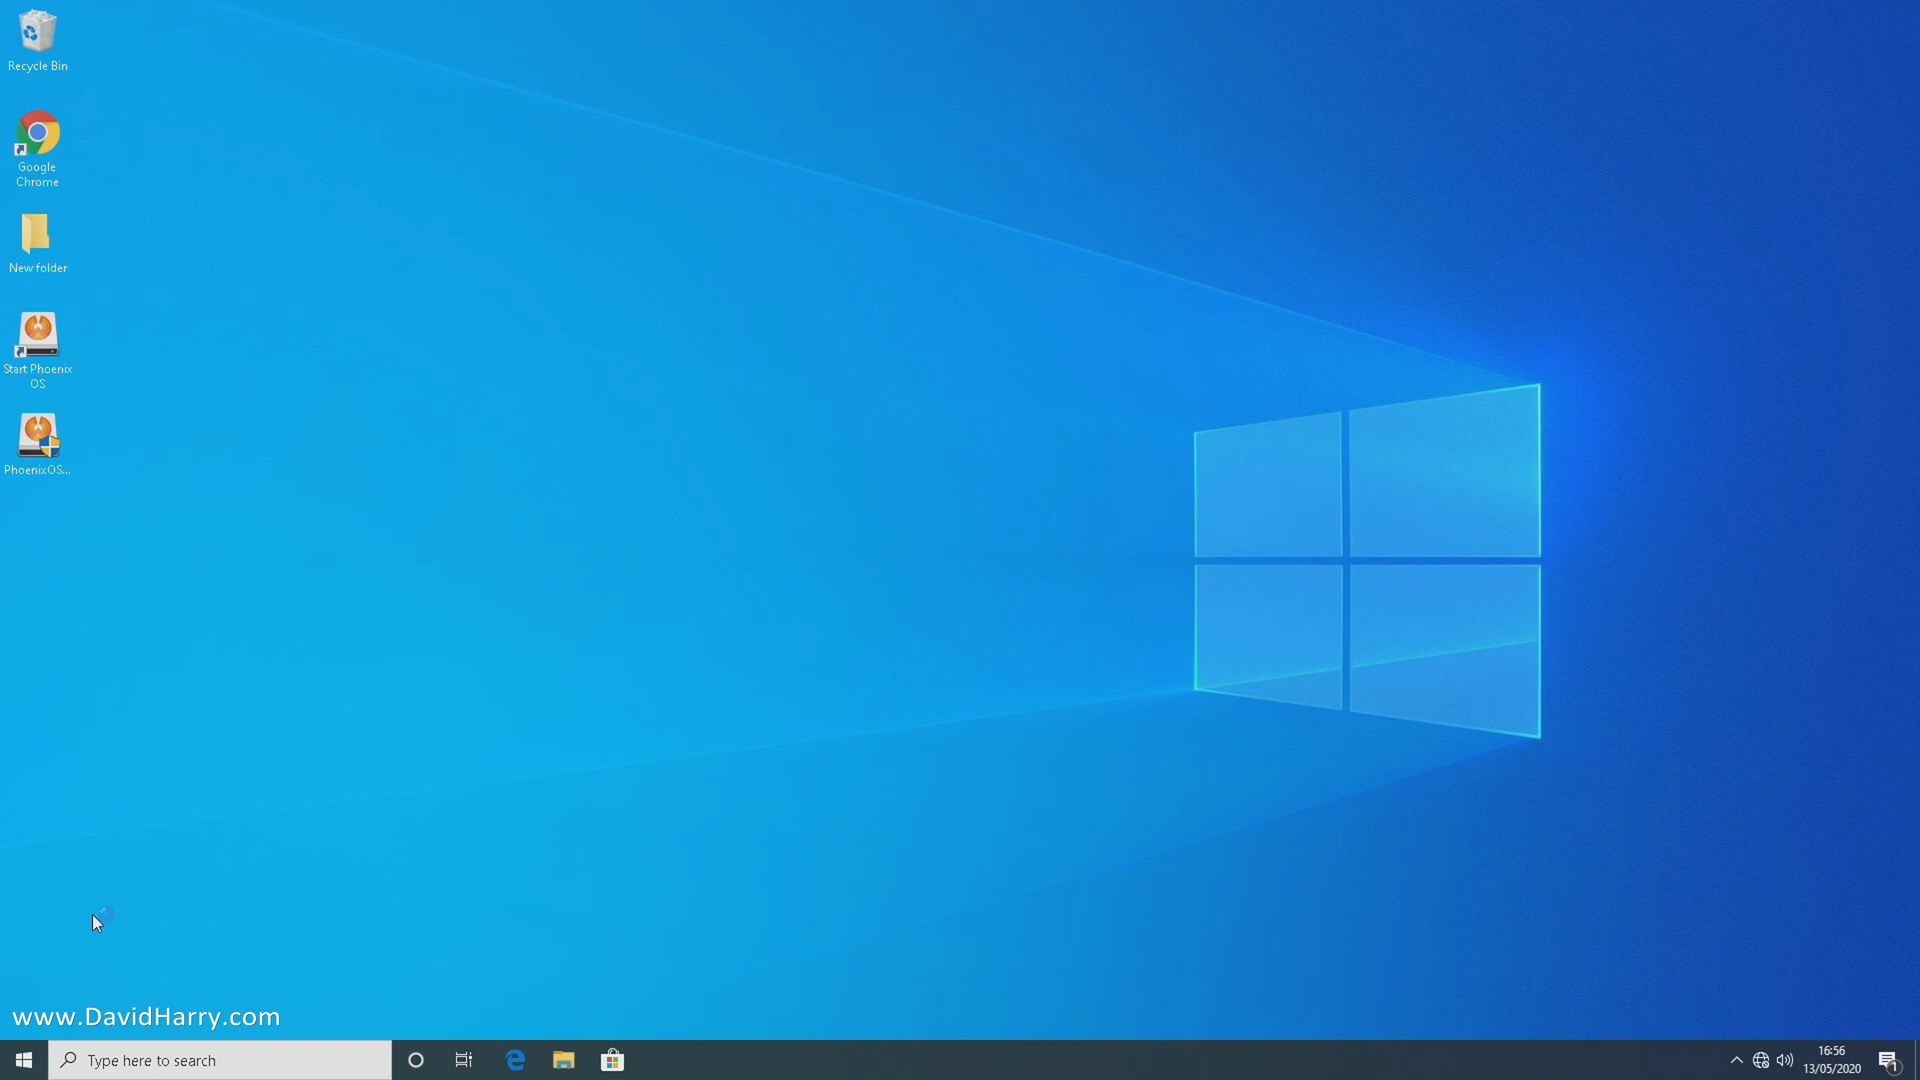 Recycle Bin
Google
Chrome
New folder
Start Phoenix
OS
PhoenixOS...
www.DavidHarry.com
Type here to search
16:56
13/05/2020
1